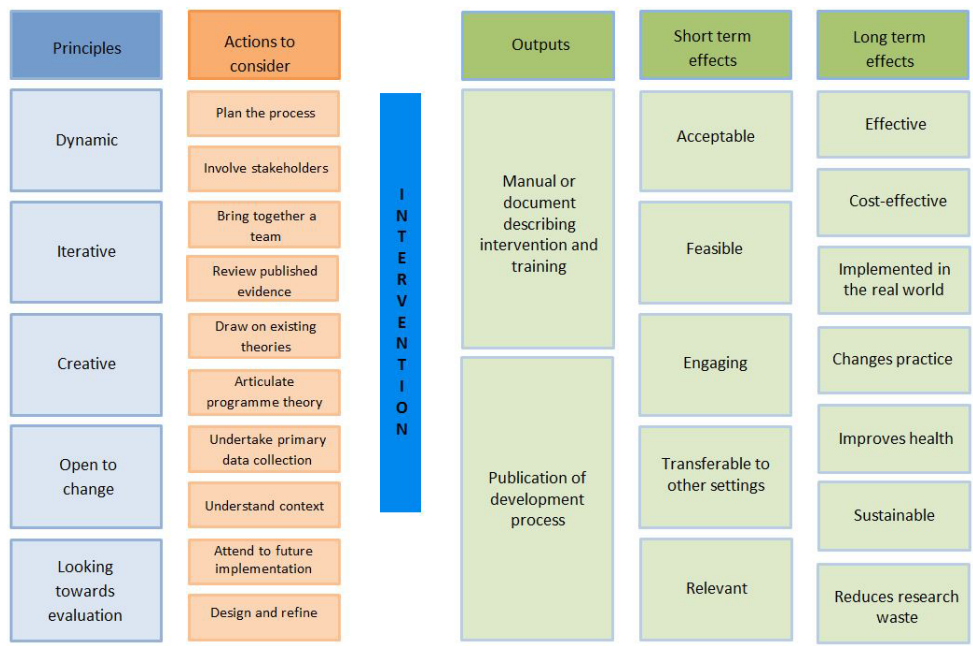 Principles
Dynamic
Iterative
Creative
Open to
change
Looking
towards
evaluation
Actions to
consider
Plan the process
Involve stakeholders
Bring together a
team
Review published
evidence
Draw on existing
theories
Articulate
programme theory
Undertake primary
data collection
Understand context
Attend to future
implementation
Design and refine
I
N
T
E
R
V
E
N
T
I
O
N
Outputs
Manual or
document
describing
intervention and
training
Publication of
development
process
Short term
effects
Acceptable
Feasible
Engaging
Transferable to
other settings
Relevant
Long term
effects
Effective
Cost-effective
Implemented in
the real world
Changes practice
Improves health
Sustainable
Reduces research
waste